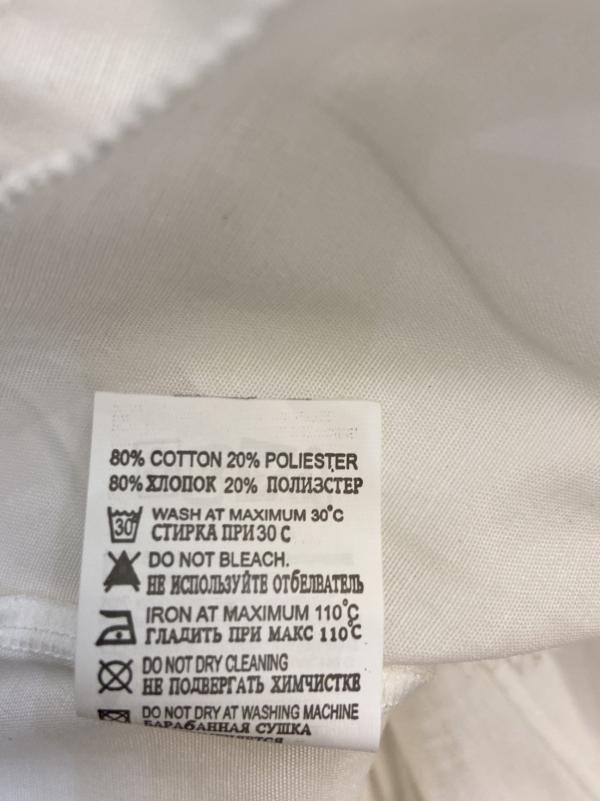 80% COTTON 20% POLIESTER
80% ХЛОПОК 20% ПОЛИЭСТЕР
30 WASH AT MAXIMUM 30°C
СТИРКА ПРИ 30 С
DO NOT BLEACH.
НЕ ИСПОЛЬЗУЙТЕ ОТбЕЛВАТЕЛЬ
IRON AT MAXIMUM 110°C
ГЛАДИТЬ ПРИ МАКС 110°C
DO NOT DRY CLEANING
НЕ ПОДВЕРГАТЬ ХИМЧИСТКЕ
DO NOT DRY AT WASHING MACHINE
БАРАбАННАЯ СУШКА